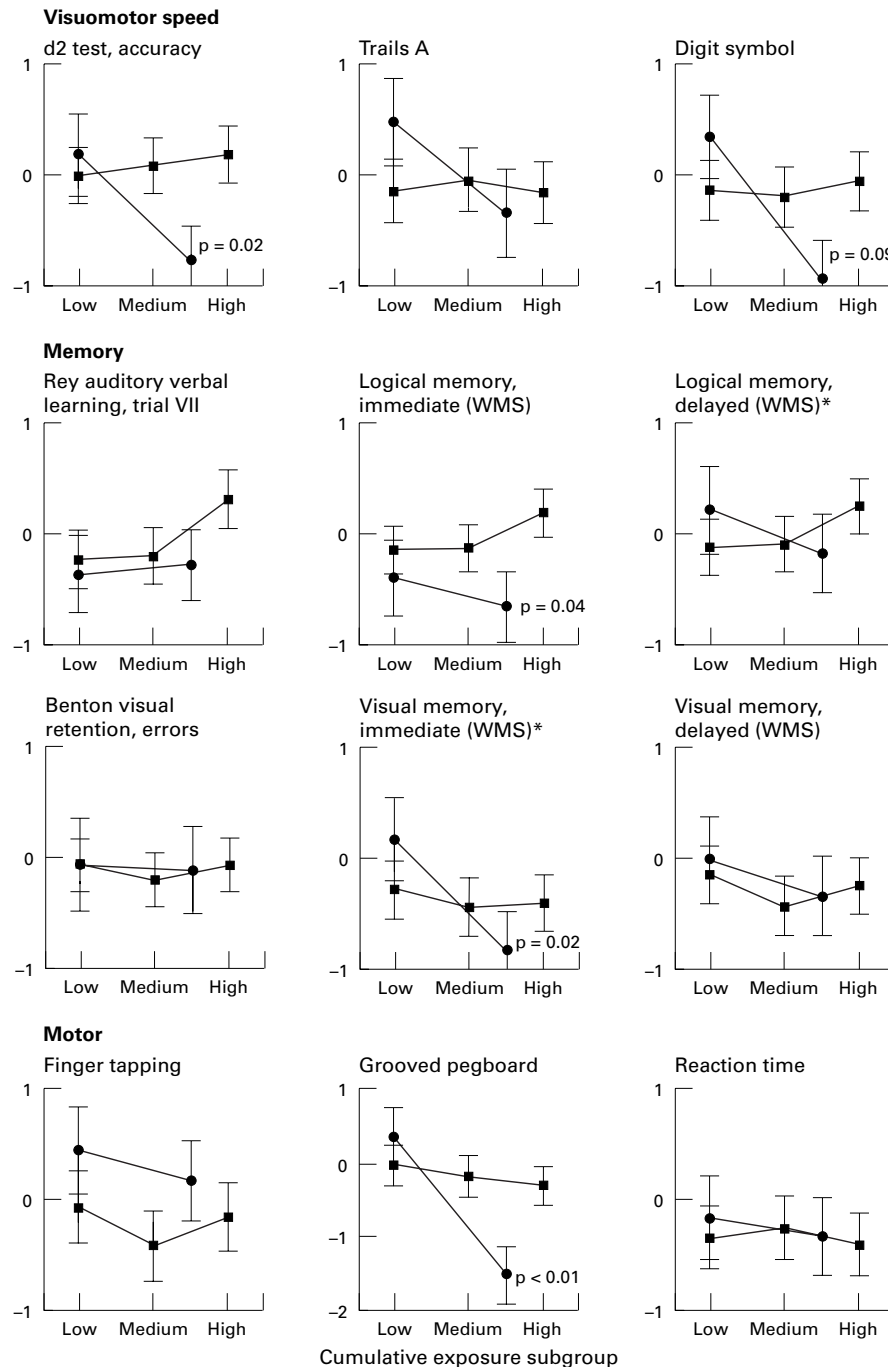 Visuomotor speed
d2 test, accuracy
Trails A
Digit symbol
1
0
–1
p = 0.02
Low Medium High
1
0
–1
Low Medium High
1
0
–1
p = 0.09
Low Medium High
Memory
Rey auditory verbal
learning, trial VII
Logical memory,
immediate (WMS)
Logical memory,
delayed (WMS)*
1
0
–1
Low Medium High
1
0
–1
p = 0.04
Low Medium High
1
0
–1
Low Medium High
Benton visual
retention, errors
Visual memory,
immediate (WMS)*
Visual memory,
delayed (WMS)
1
0
–1
Low Medium High
1
0
–1
p = 0.02
Low Medium High
1
0
–1
Low Medium High
Motor
Finger tapping
Grooved pegboard
Reaction time
1
0
–1
Low Medium High
1
0
–1
–2
p < 0.01
Low Medium High
1
0
–1
Low Medium High
Cumulative exposure subgroup